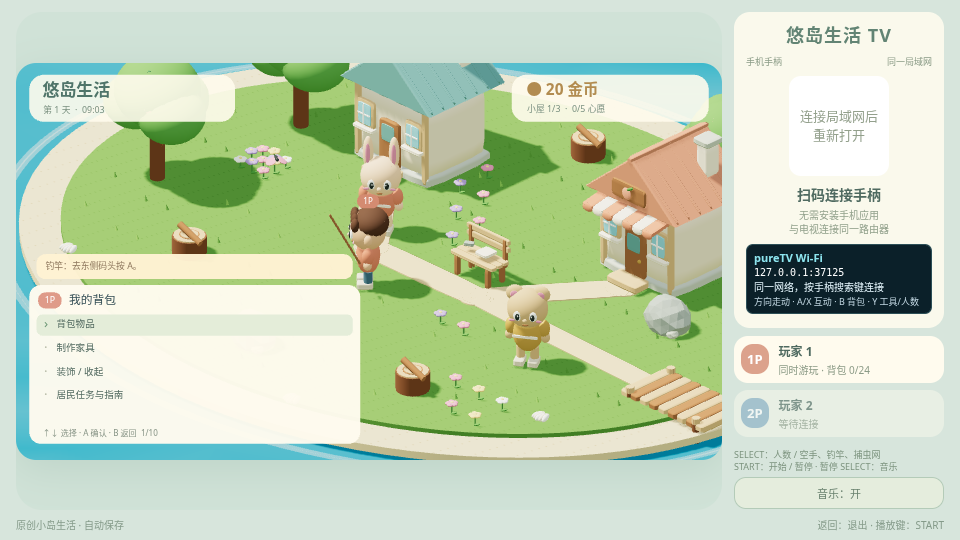 悠岛生活
第 1 天 · 09:03
20 金币
小屋 1/3 · 0/5 心愿
1P
钓竿：去东侧码头按 A。
1P 我的背包
› 背包物品
· 制作家具
· 装饰 / 收起
· 居民任务与指南
↑↓ 选择 · A 确认 · B 返回 1/10
悠岛生活 TV
手机手柄 同一局域网
连接局域网后
重新打开
扫码连接手柄
无需安装手机应用
与电视连接同一路由器
pureTV Wi-Fi
127.0.0.1:37125
同一网络，按手柄搜索键连接
方向走动 · A/X 互动 · B 背包 · Y 工具/人数
1P 玩家 1
同时游玩 · 背包 0/24
2P 玩家 2
等待连接
SELECT：人数 / 空手、钓竿、捕虫网
START：开始 / 暂停 · 暂停 SELECT：音乐
音乐：开
原创小岛生活 · 自动保存
返回：退出 · 播放键：START